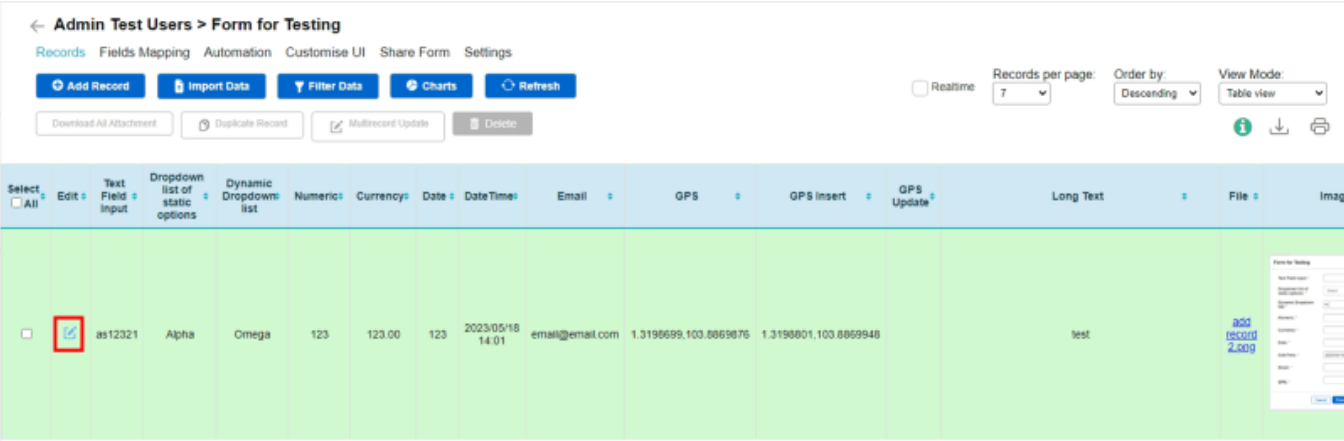 Admin Test Users > Form for Testing
Records Fields Mapping Automation Customise UI Share Form Settings
Add Record Import Data Filter Data Charts Refresh
Realtime
Records per page: Order by: View Mode:
7 Descending Table view
Download All Attachment Duplicate Record Multirecord Update Delete
Select All Edit Text Field Input Dropdown list of static options Dynamic Dropdown list Numeric Currency Date DateTime Email GPS GPS Insert GPS Update Long Text File Imag
as12321 Alpha Omega 123 123.00 123 2023/05/18 14:01 email@email.com 1.3198699,103.8869876 1.3198801,103.8869948 test add record 2.png
Form for Testing